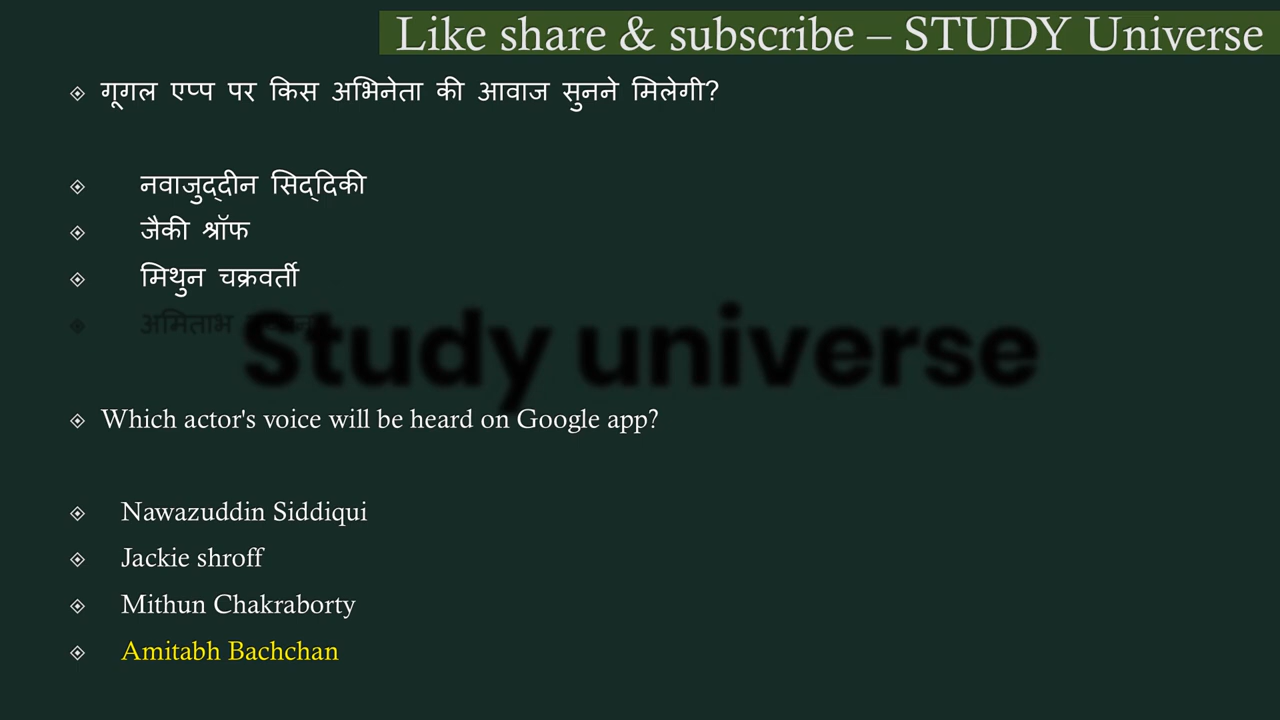 Like share & subscribe – STUDY Universe
गूगल एप्प पर किस अभिनेता की आवाज सुनने मिलेगी?
नवाजुद्दीन सिद्दिकी
जैकी श्रॉफ
मिथुन चक्रवर्ती
अमिताभ
Study universe
Which actor's voice will be heard on Google app?
Nawazuddin Siddiqui
Jackie shroff
Mithun Chakraborty
Amitabh Bachchan